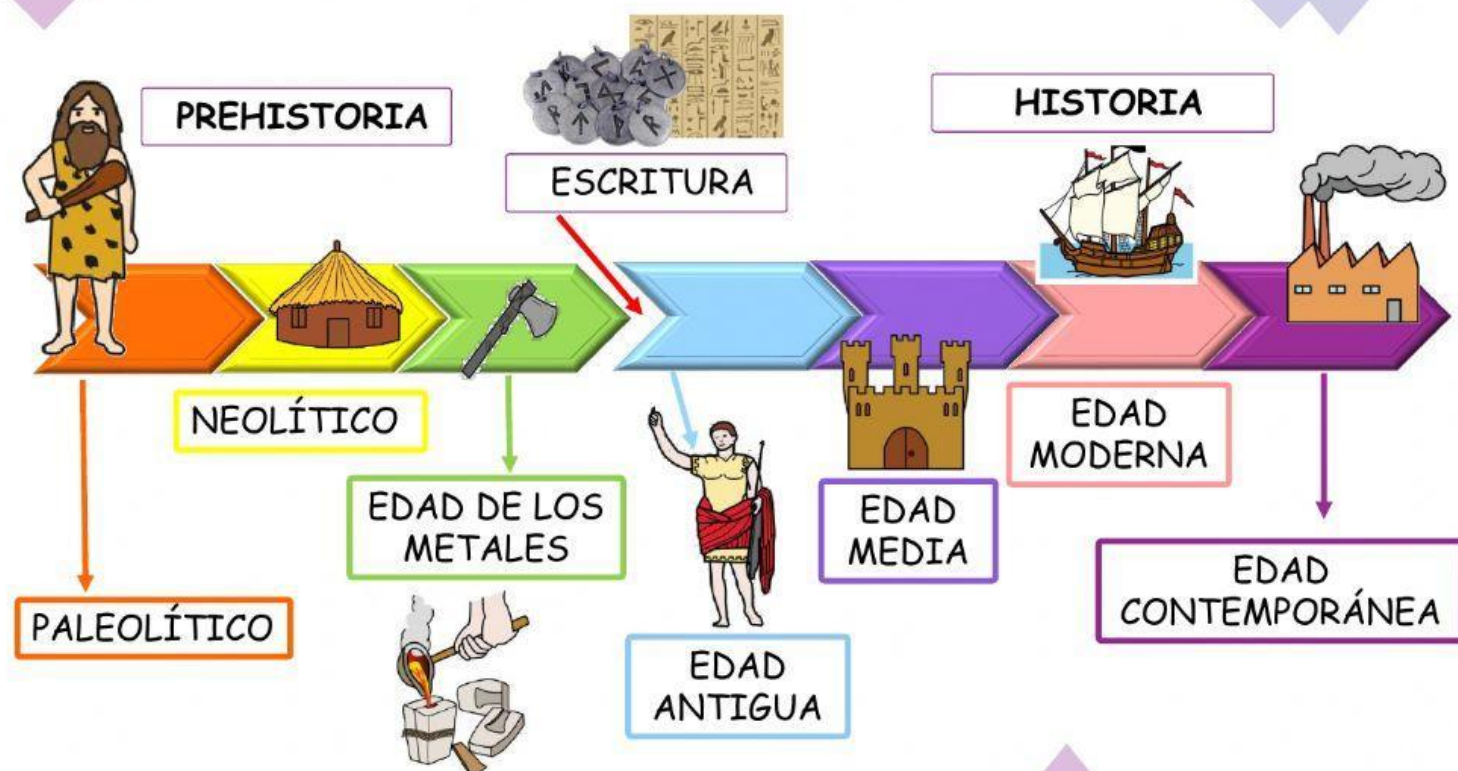 PREHISTORIA
ESCRITURA
HISTORIA
NEOLÍTICO
EDAD DE LOS
METALES
PALEOLÍTICO
EDAD
ANTIGUA
EDAD
MEDIA
EDAD
MODERNA
EDAD
CONTEMPORÁNEA